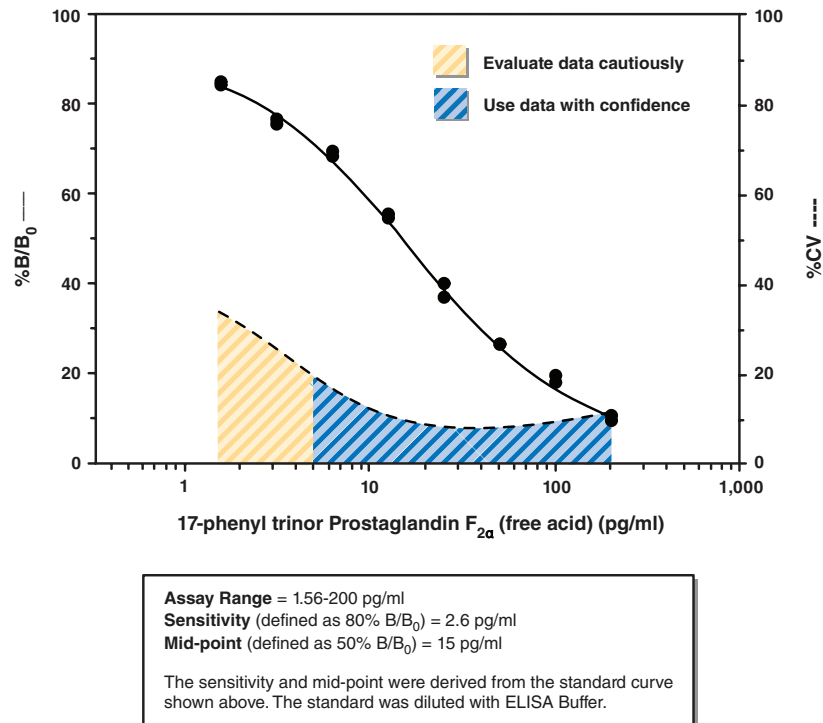 100
80
60
40
20
0
%B/B₀ ——
100
80
60
40
20
0
%CV ----
Evaluate data cautiously
Use data with confidence
1 10 100 1,000
17-phenyl trinor Prostaglandin F₂α (free acid) (pg/ml)
Assay Range = 1.56-200 pg/ml
Sensitivity (defined as 80% B/B₀) = 2.6 pg/ml
Mid-point (defined as 50% B/B₀) = 15 pg/ml
The sensitivity and mid-point were derived from the standard curve
shown above. The standard was diluted with ELISA Buffer.